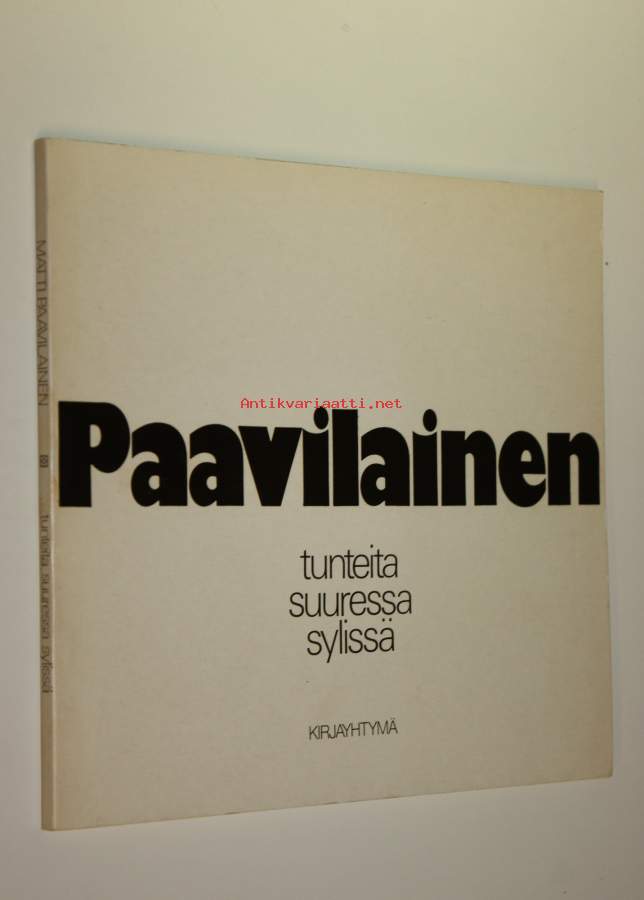 MATTI PAAVILAINEN tunteita suuressa sylissä
Antikvariaatti.net
Paavilainen
tunteita
suuressa
sylissä
KIRJAYHTYMÄ